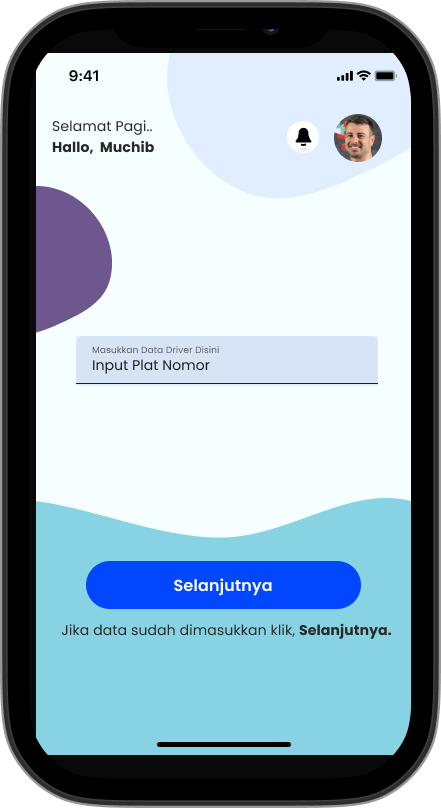 9:41
Selamat Pagi..
Hallo, Muchib
Masukkan Data Driver Disini
Input Plat Nomor
Selanjutnya
Jika data sudah dimasukkan klik, Selanjutnya.